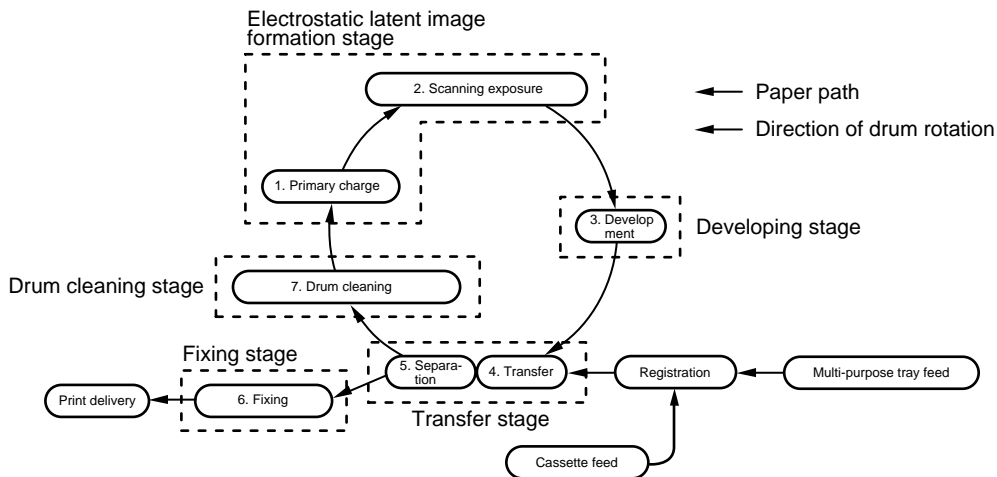 Electrostatic latent image
formation stage
2. Scanning exposure
Paper path
Direction of drum rotation
1. Primary charge
3. Develop
ment
Developing stage
Drum cleaning stage
7. Drum cleaning
Fixing stage
5. Separa-
tion
4. Transfer
Registration
Multi-purpose tray feed
Print delivery
6. Fixing
Transfer stage
Cassette feed